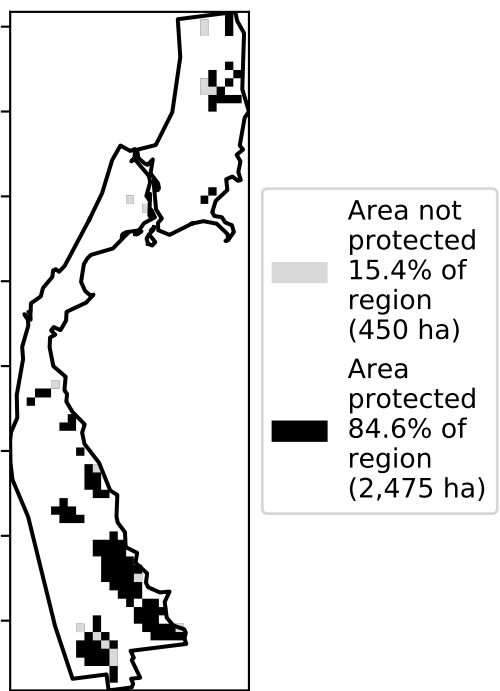 Area not
protected
15.4% of
region
(450 ha)
Area
protected
84.6% of
region
(2,475 ha)